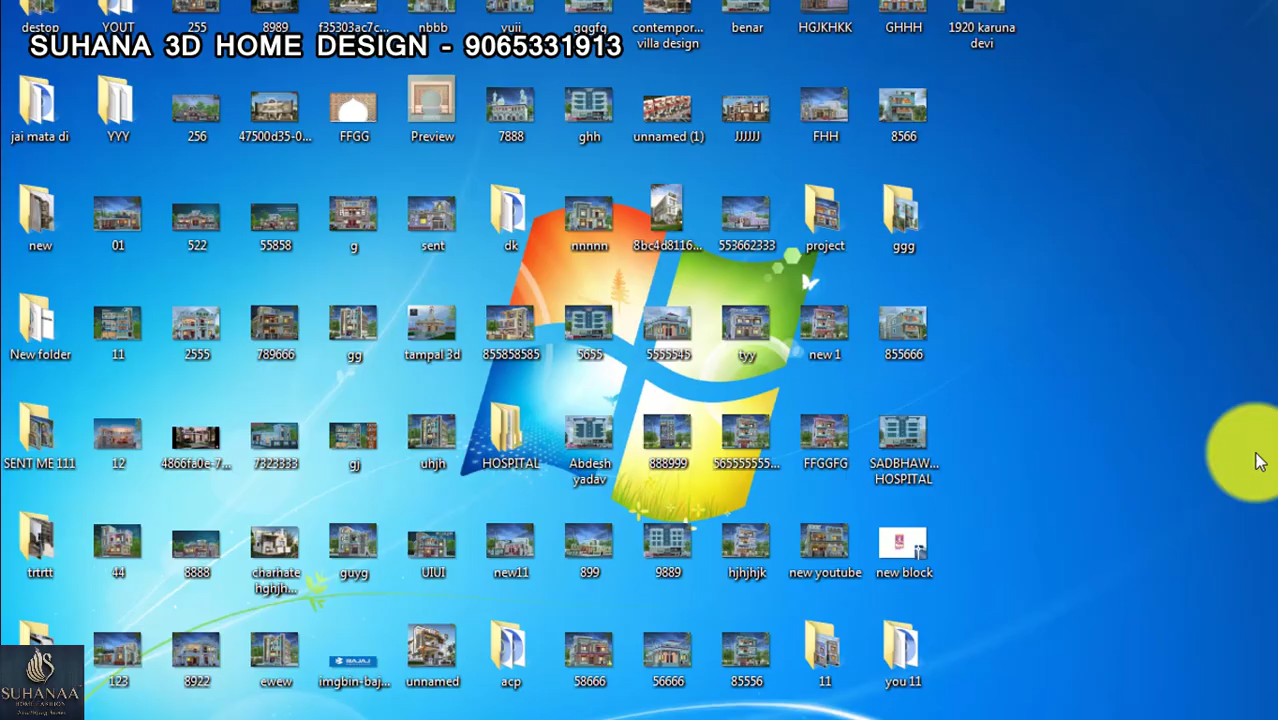 destop YOUT 255 8989 f35303ac7c... nbbb yuii gggfg contempor... villa design benar HGJKHKK GHHH 1920 karuna devi
SUHANA 3D HOME DESIGN - 9065331913
jai mata di YYY 256 47500d35-0... FFGG Preview 7888 ghh unnamed (1) JJJJJJ FHH 8566
new 01 522 55858 g sent dk nnnnn 8bc4d8116... 553662333 project ggg
New folder 11 2555 789666 gg tampal 3d 855858585 5655 5555545 tyy new 1 855666
SENT ME 111 12 4866fa0e-7... 7323333 gj uhjh HOSPITAL Abdesh yadav 888999 565555555... FFGGFG SADBHAW... HOSPITAL
trtrtt 44 8888 charhate hghjh... guyg UIUI new11 899 9889 hjhjhjk new youtube new block
123 8922 ewew imgbin-baj... unnamed acp 58666 56666 85556 11 you 11
BAJAJ
SUHANAA